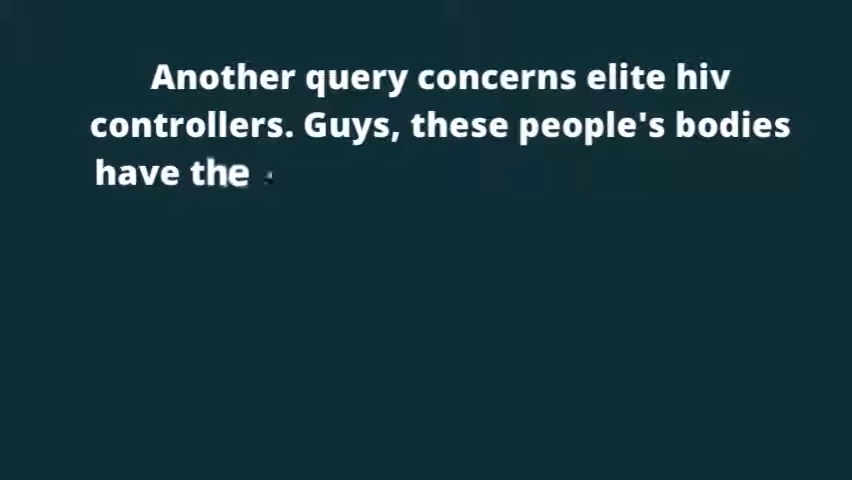 Another query concerns elite hiv
controllers. Guys, these people's bodies
have the